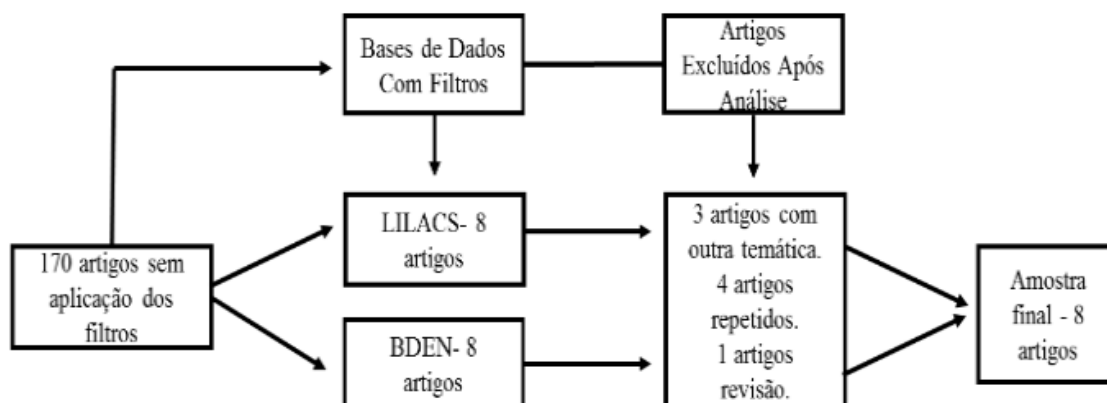 Bases de Dados
Com Filtros
Artigos
Excluídos Após
Análise
170 artigos sem
aplicação dos
filtros
LILACS- 8
artigos
BDEN- 8
artigos
3 artigos com
outra temática.
4 artigos
repetidos.
1 artigos
revisão.
Amostra
final - 8
artigos